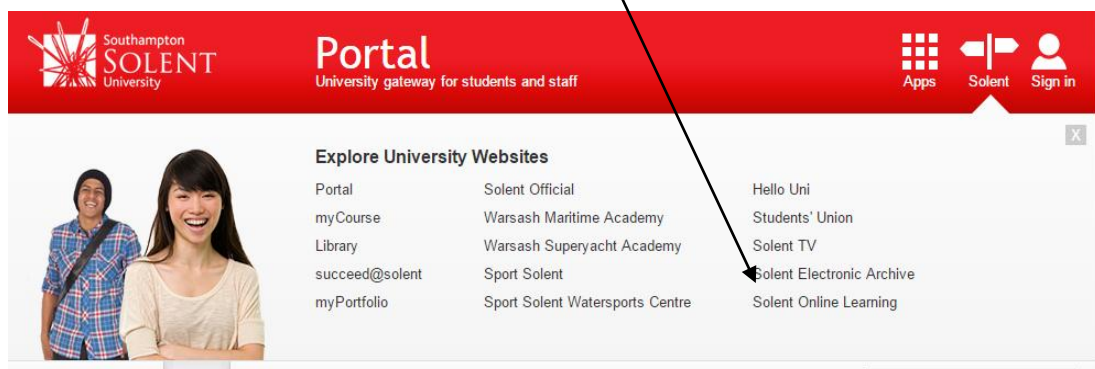 Southampton
SOLENT
University
Portal
University gateway for students and staff
Apps
Solent
Sign in
X
Explore University Websites
Portal
Solent Official
Hello Uni
myCourse
Warsash Maritime Academy
Students' Union
Library
Warsash Superyacht Academy
Solent TV
succeed@solent
Sport Solent
Solent Electronic Archive
myPortfolio
Sport Solent Watersports Centre
Solent Online Learning